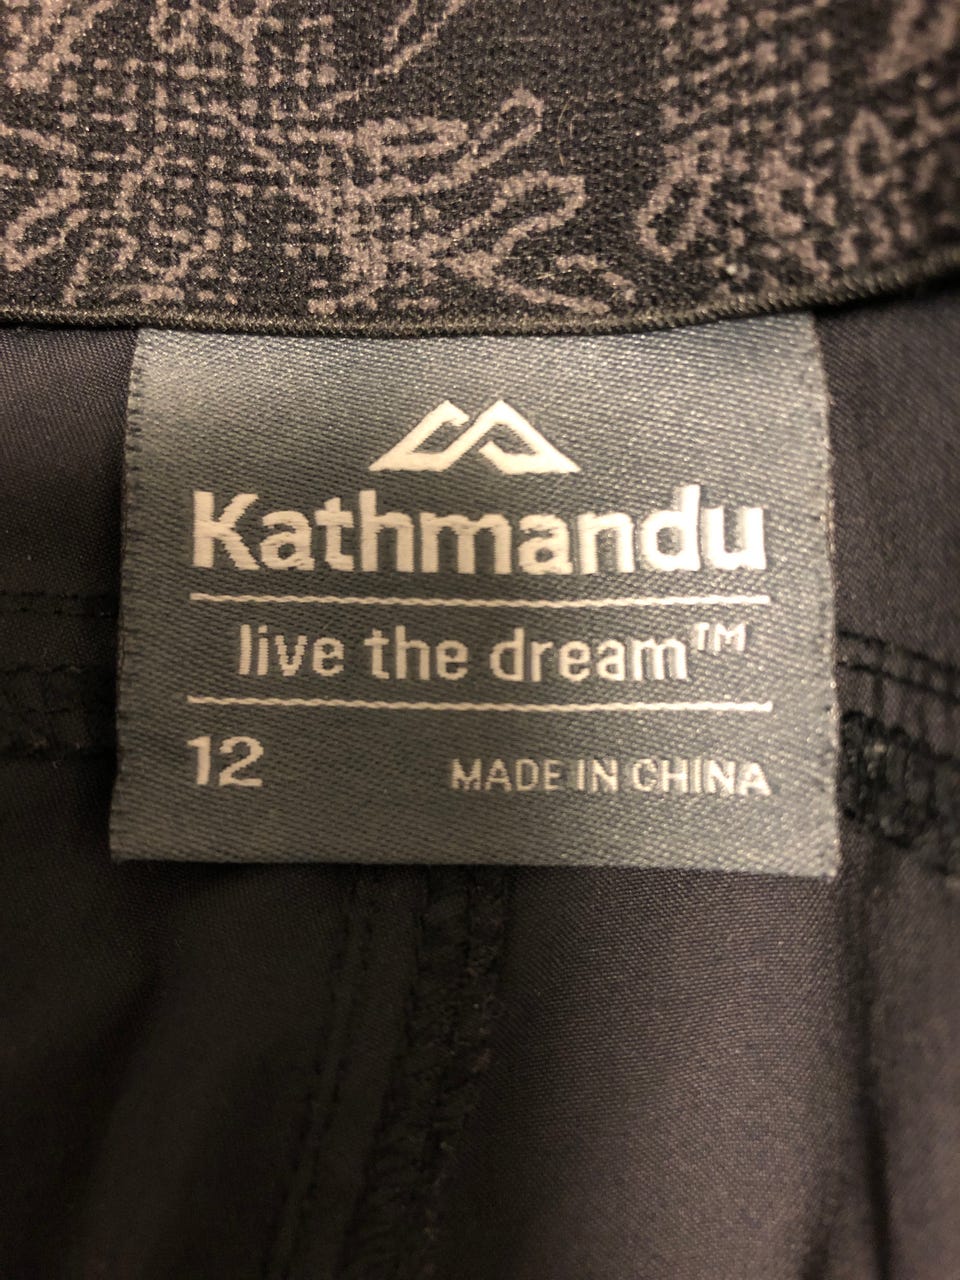 Kathmandu
live the dream™
12 MADE IN CHINA